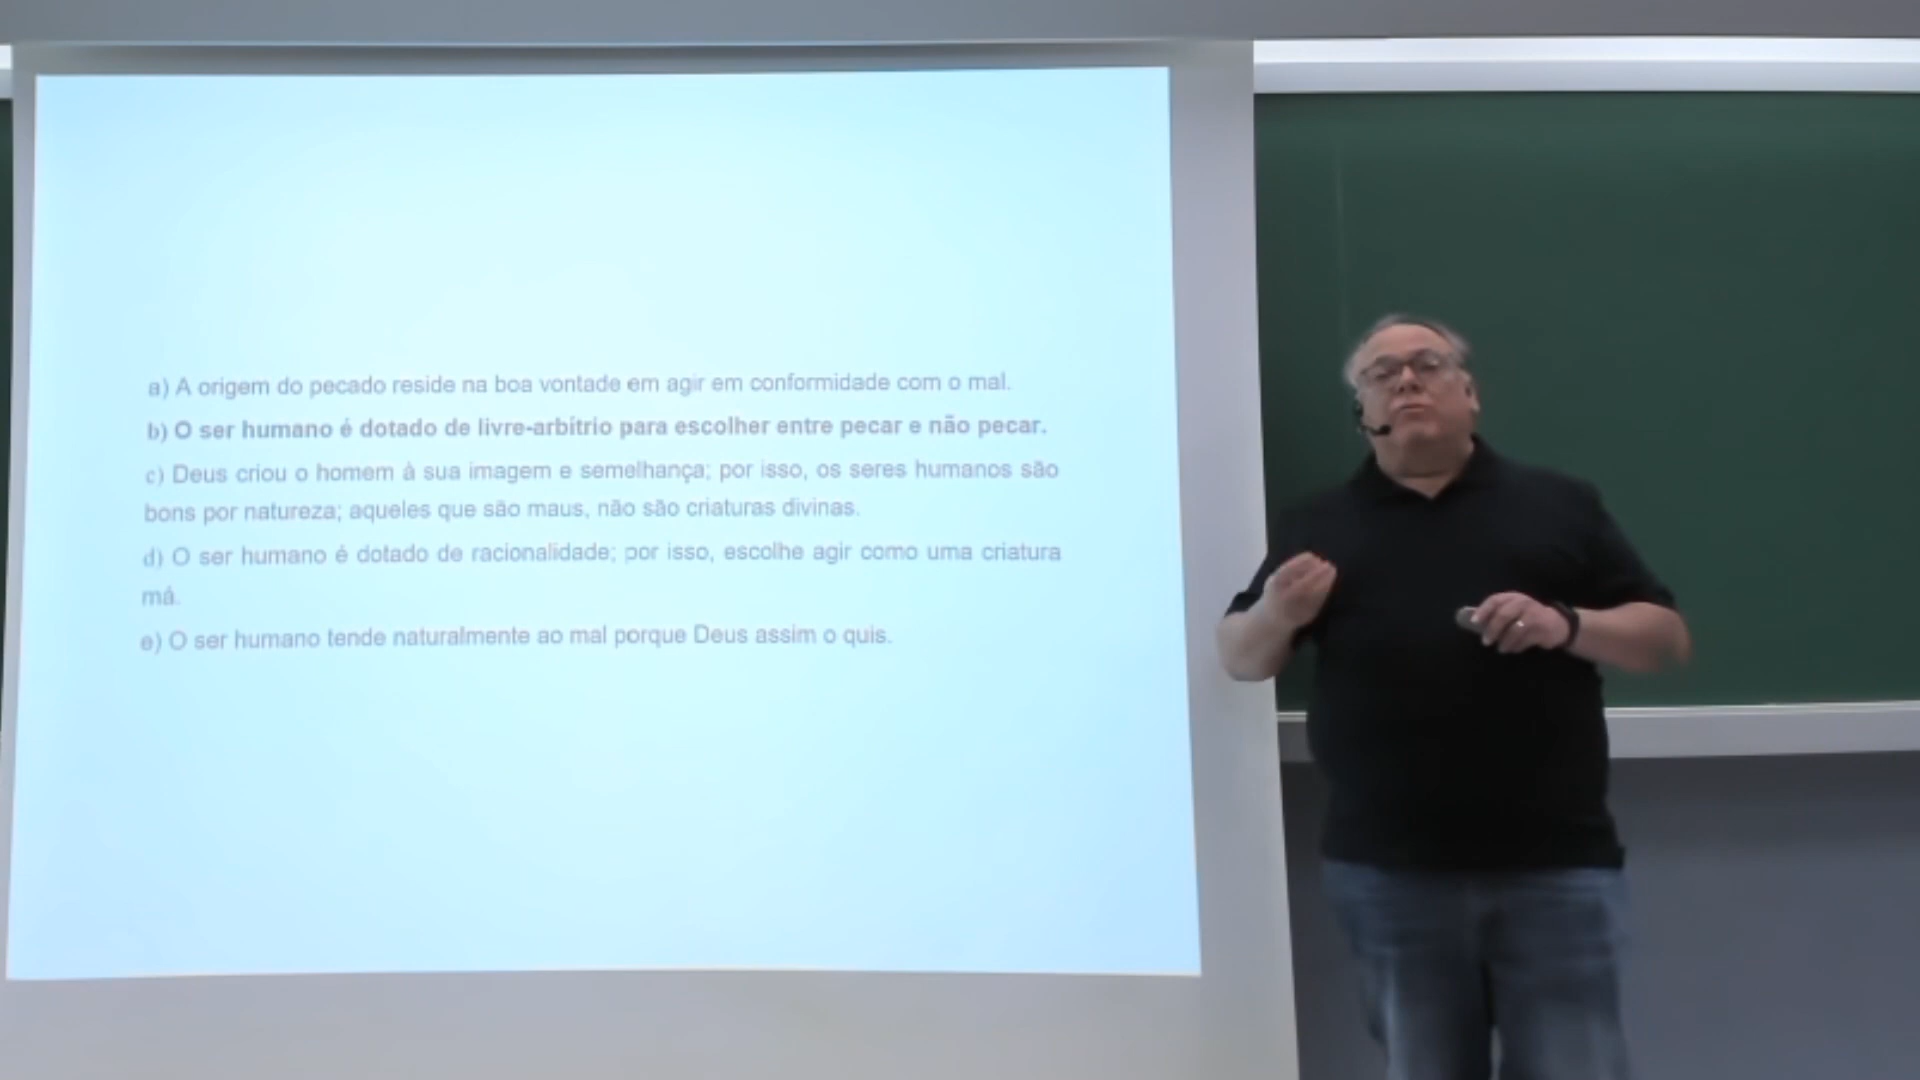 a) A origem do pecado reside na boa vontade em agir em conformidade com o mal.
b) O ser humano é dotado de livre-arbítrio para escolher entre pecar e não pecar.
c) Deus criou o homem à sua imagem e semelhança; por isso, os seres humanos são
bons por natureza; aqueles que são maus, não são criaturas divinas.
d) O ser humano é dotado de racionalidade; por isso, escolhe agir como uma criatura
má.
e) O ser humano tende naturalmente ao mal porque Deus assim o quis.